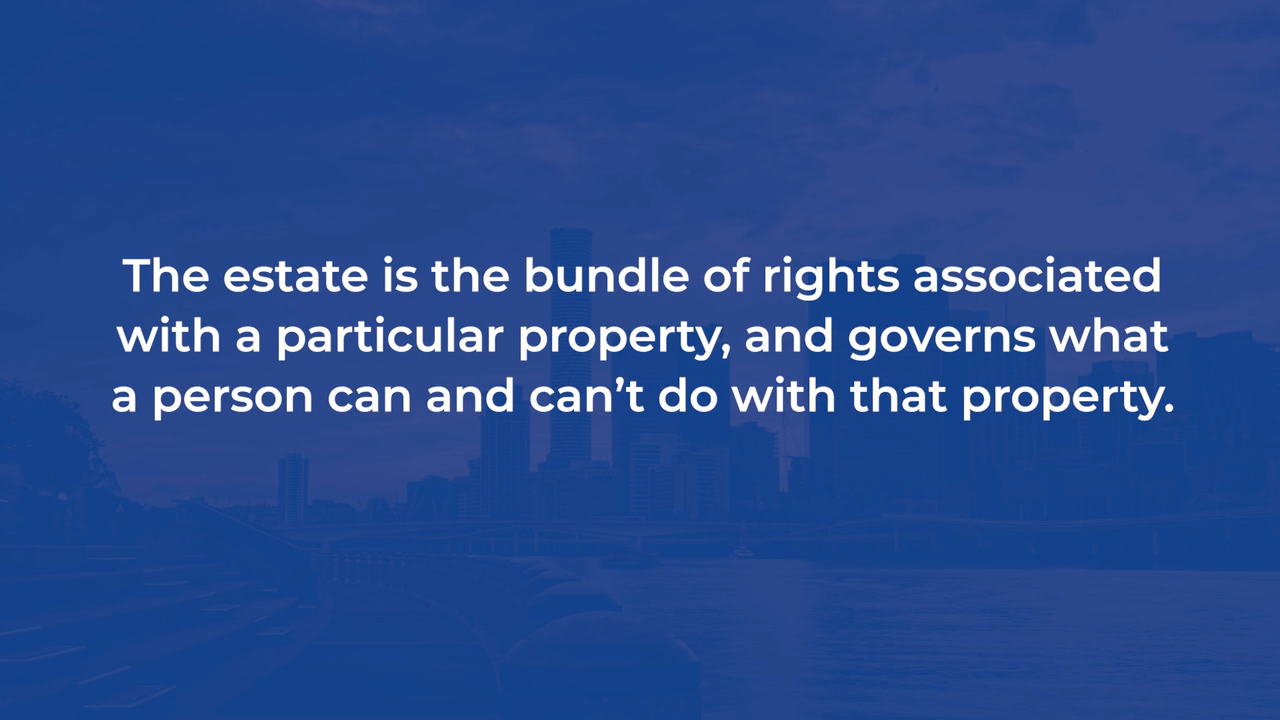 The estate is the bundle of rights associated
with a particular property, and governs what
a person can and can’t do with that property.